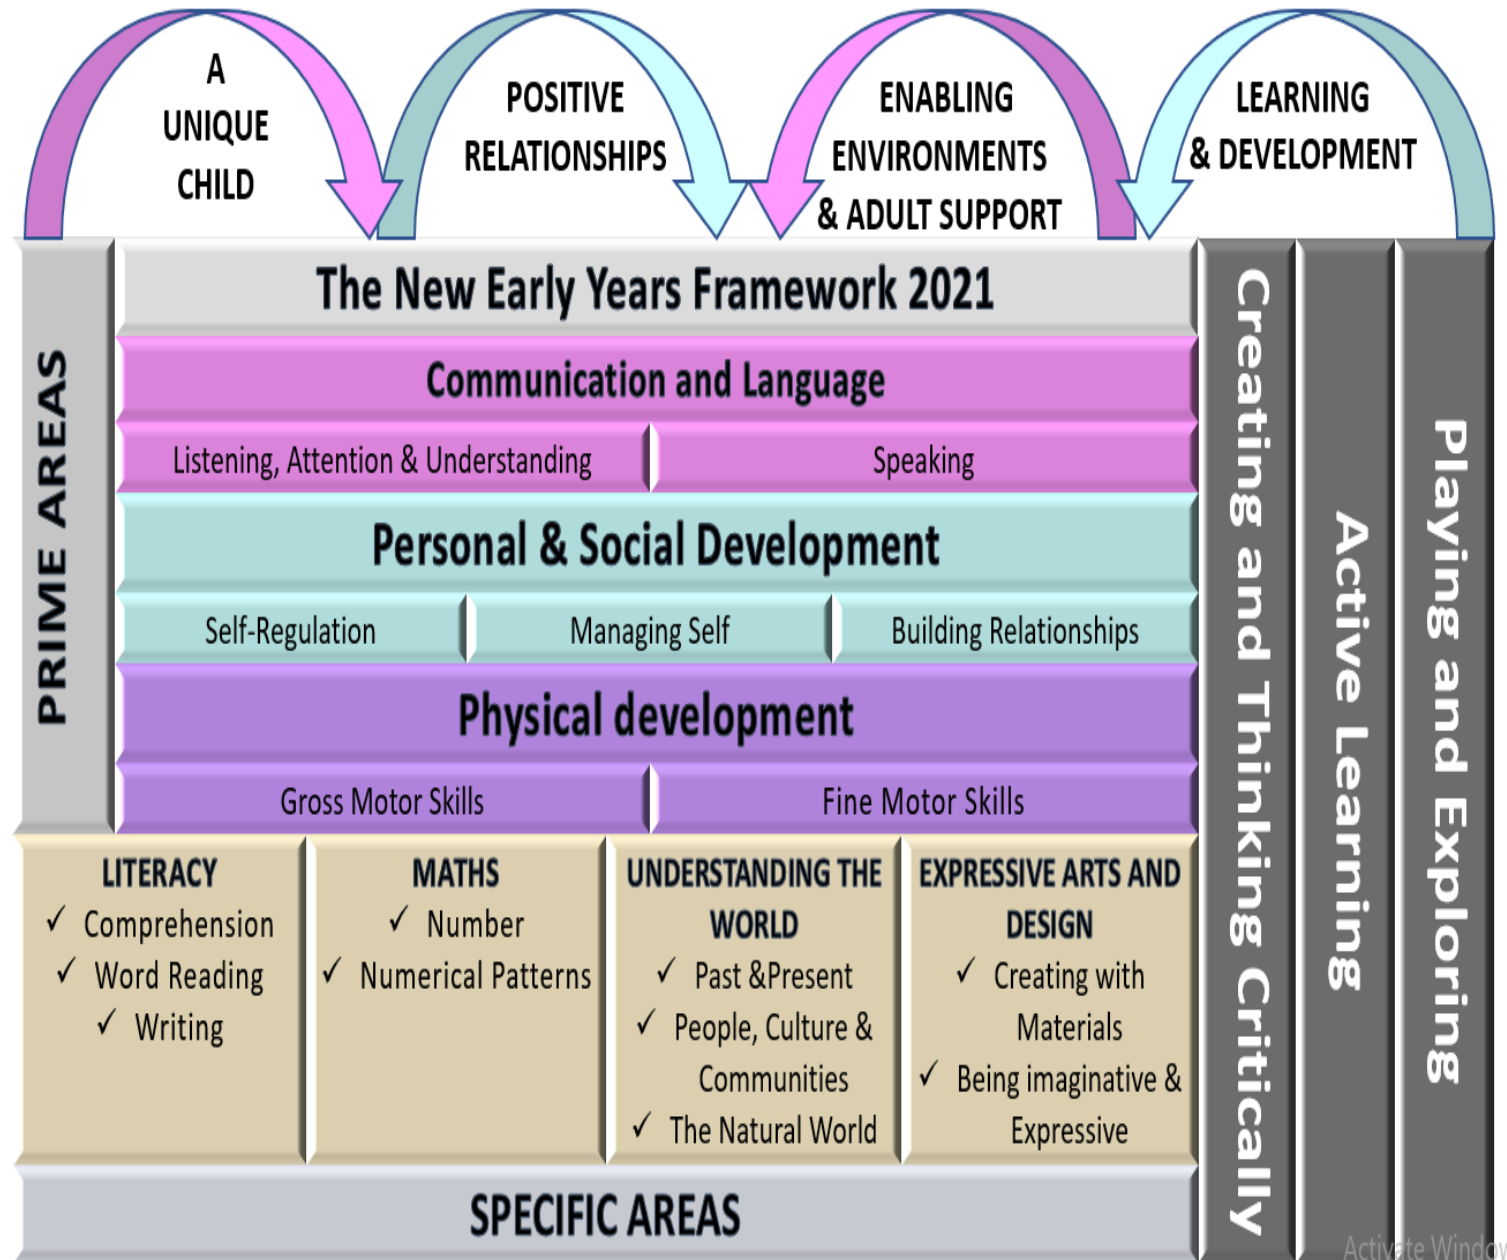 A
UNIQUE
CHILD
POSITIVE
RELATIONSHIPS
ENABLING
ENVIRONMENTS
& ADULT SUPPORT
LEARNING
& DEVELOPMENT
PRIME AREAS
The New Early Years Framework 2021
Communication and Language
Listening, Attention & Understanding
Speaking
Personal & Social Development
Self-Regulation
Managing Self
Building Relationships
Physical development
Gross Motor Skills
Fine Motor Skills
LITERACY
✓ Comprehension
✓ Word Reading
✓ Writing
MATHS
✓ Number
✓ Numerical Patterns
UNDERSTANDING THE
WORLD
✓ Past &Present
✓ People, Culture &
Communities
✓ The Natural World
EXPRESSIVE ARTS AND
DESIGN
✓ Creating with
Materials
✓ Being imaginative &
Expressive
SPECIFIC AREAS
Creating and Thinking Critically
Active Learning
Playing and Exploring
Activate Window